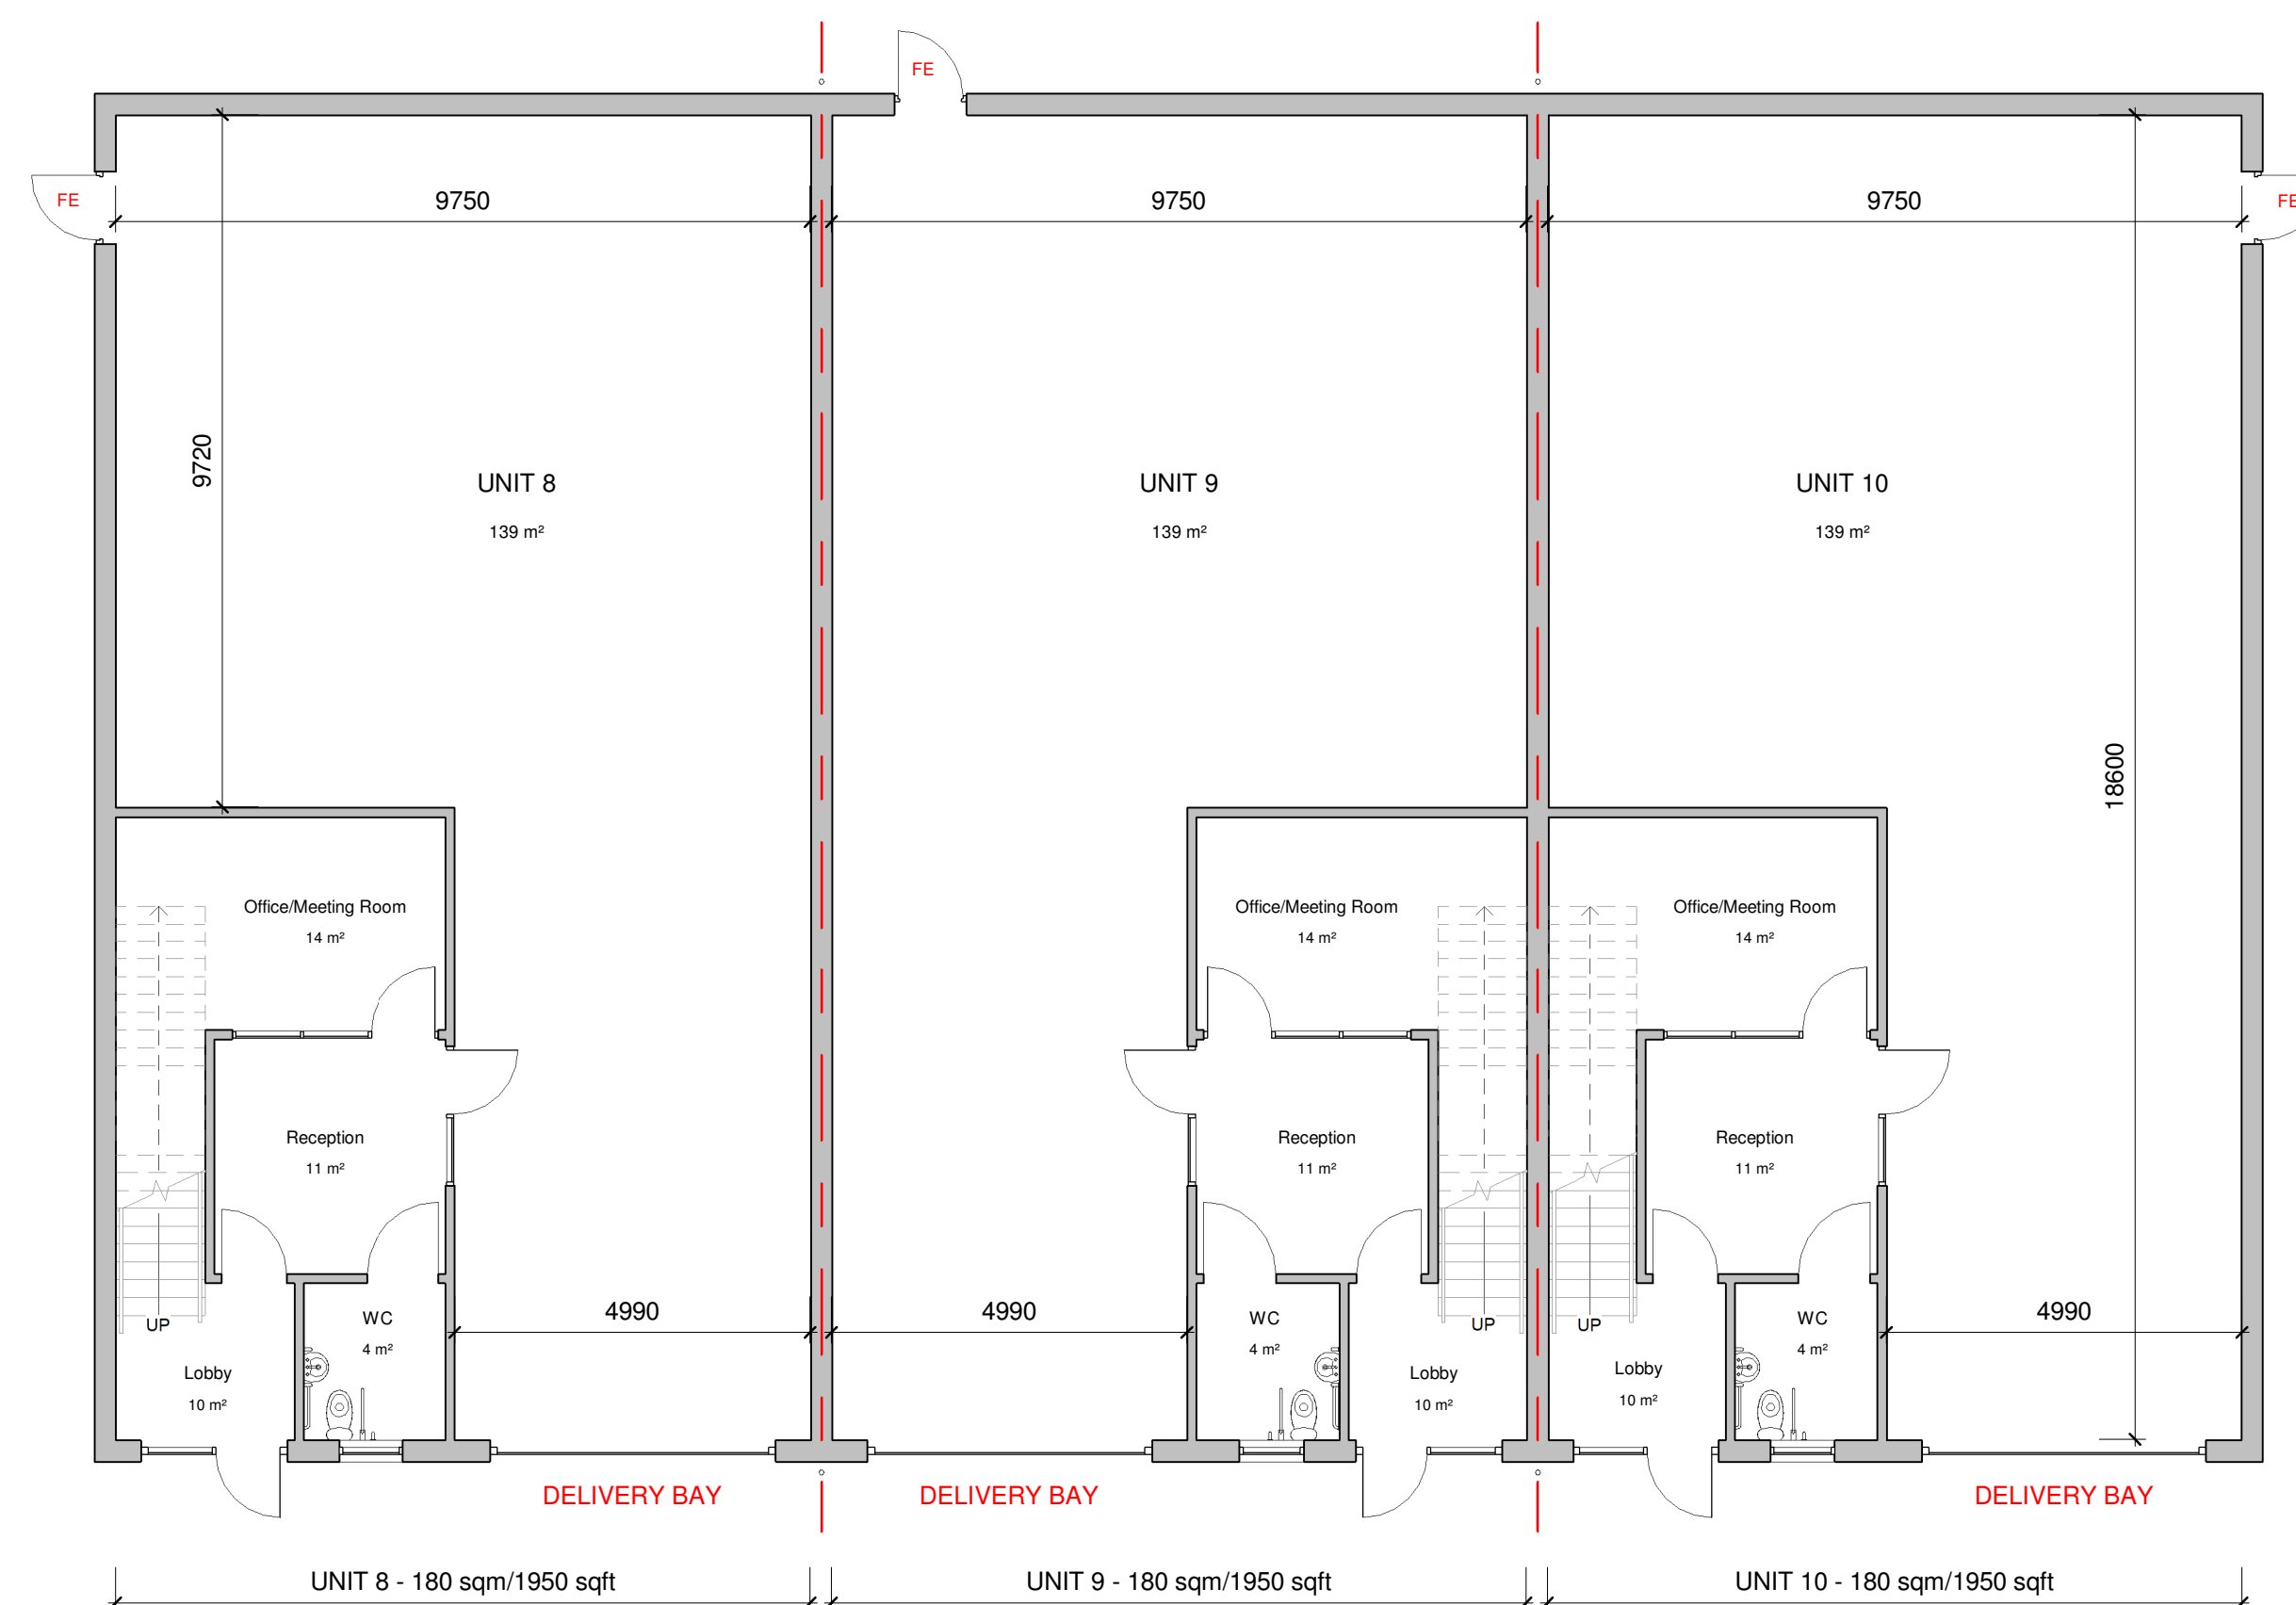 FE
FE
FE
9750
9750
9750
9720
UNIT 8
139 m²
UNIT 9
139 m²
UNIT 10
139 m²
18600
Office/Meeting Room
14 m²
Office/Meeting Room
14 m²
Office/Meeting Room
14 m²
Reception
11 m²
Reception
11 m²
Reception
11 m²
UP
WC
4 m²
4990
4990
WC
4 m²
UP
UP
WC
4 m²
4990
Lobby
10 m²
Lobby
10 m²
Lobby
10 m²
DELIVERY BAY
DELIVERY BAY
DELIVERY BAY
UNIT 8 - 180 sqm/1950 sqft
UNIT 9 - 180 sqm/1950 sqft
UNIT 10 - 180 sqm/1950 sqft